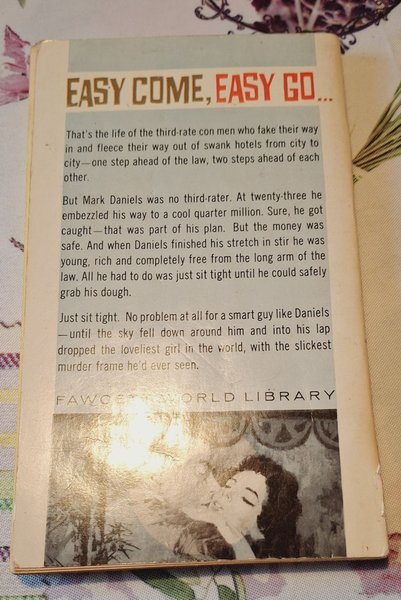 EASY COME, EASY GO...
That's the life of the third-rate con men who fake their way
in and fleece their way out of swank hotels from city to
city—one step ahead of the law, two steps ahead of each
other.
But Mark Daniels was no third-rater. At twenty-three he
embezzled his way to a cool quarter million. Sure, he got
caught—that was part of his plan. But the money was
safe. And when Daniels finished his stretch in stir he was
young, rich and completely free from the long arm of the
law. All he had to do was just sit tight until he could safely
grab his dough.
Just sit tight. No problem at all for a smart guy like Daniels
—until the sky fell down around him and into his lap
dropped the loveliest girl in the world, with the slickest
murder frame he'd ever seen.
FAWCETT WORLD LIBRARY